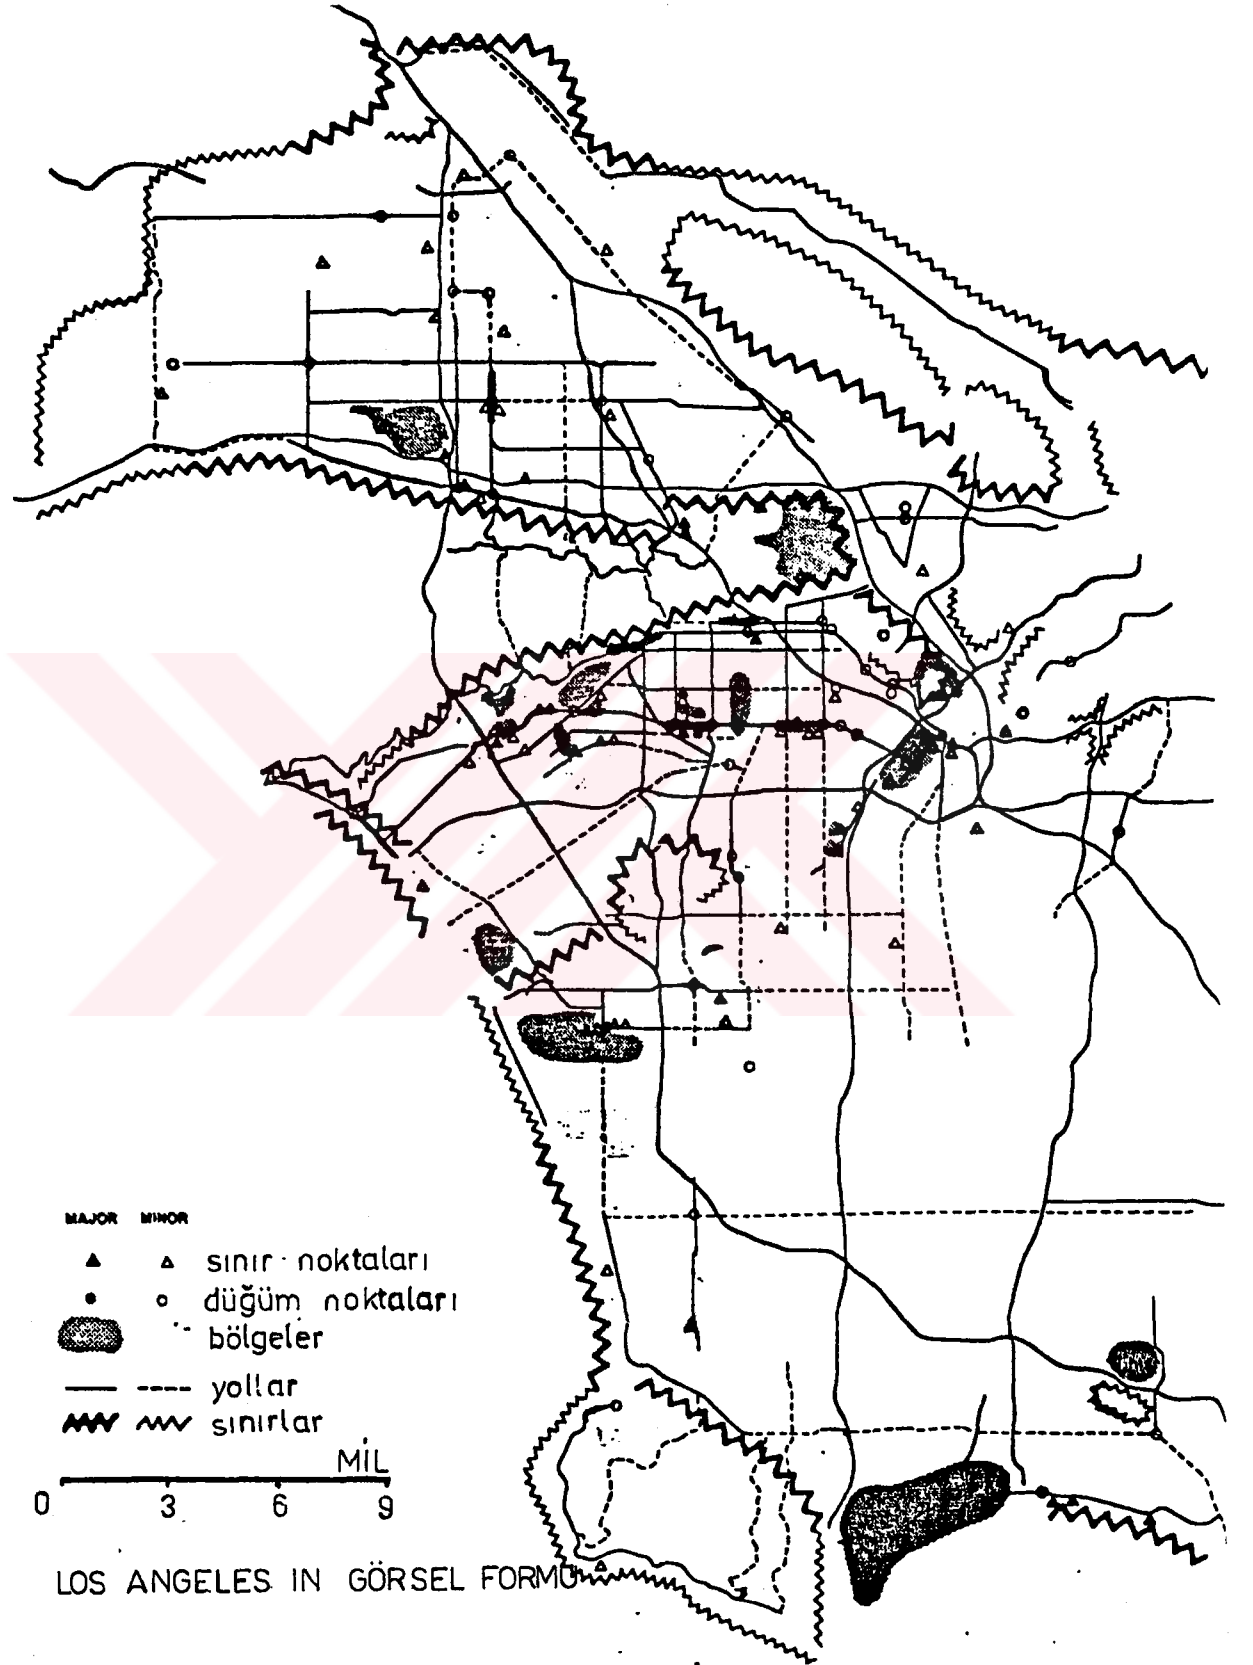 MAJOR MINOR
sınır noktaları
düğüm noktaları
bölgeler
yollar
sınırlar
MİL
0 3 6 9
LOS ANGELES IN GÖRSEL FORMU